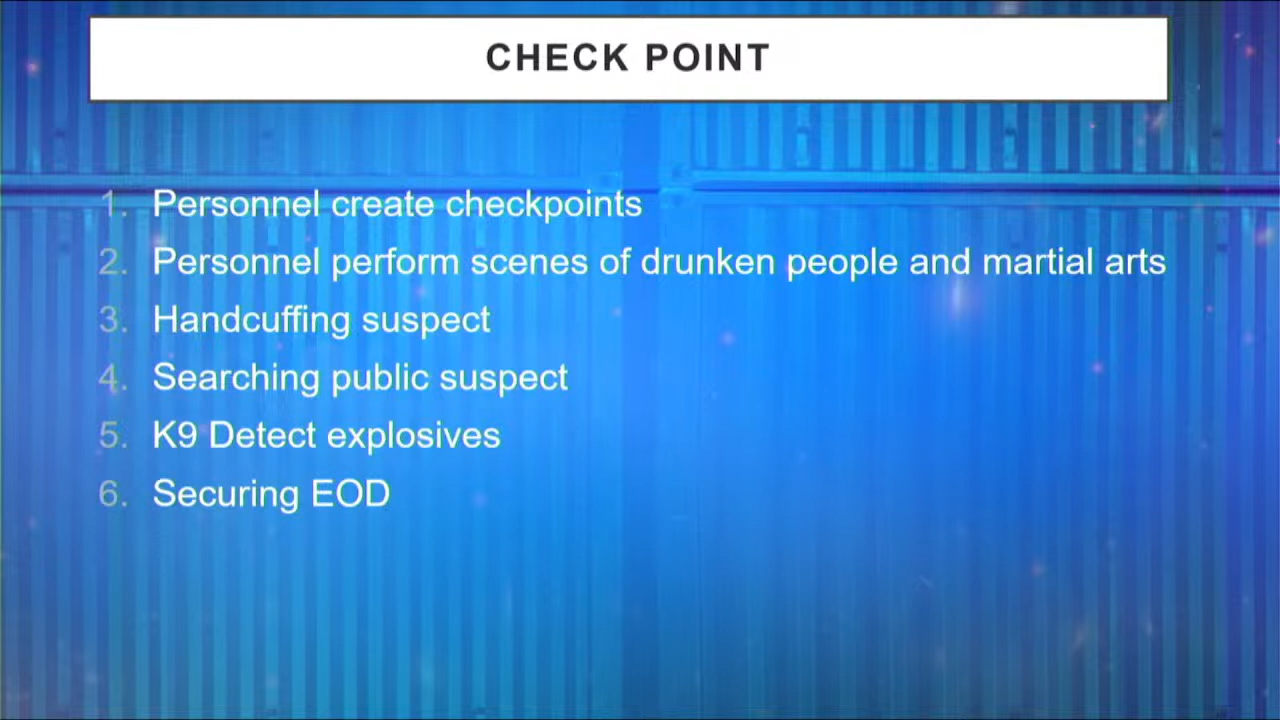 CHECK POINT
1. Personnel create checkpoints
2. Personnel perform scenes of drunken people and martial arts
3. Handcuffing suspect
4. Searching public suspect
5. K9 Detect explosives
6. Securing EOD